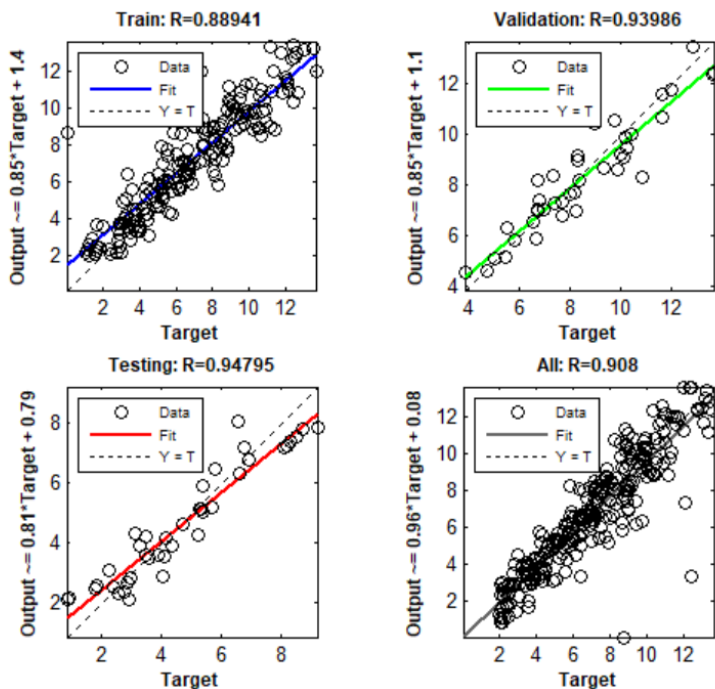 Train: R=0.88941
Output ~= 0.85*Target + 1.4
12
10
8
6
4
2
Data
Fit
Y = T
2 4 6 8 10 12
Target
Validation: R=0.93986
Output ~= 0.85*Target + 1.1
12
10
8
6
4
Data
Fit
Y = T
4 6 8 10 12
Target
Testing: R=0.94795
Output ~= 0.81*Target + 0.79
8
6
4
2
Data
Fit
Y = T
2 4 6 8
Target
All: R=0.908
Output ~= 0.96*Target + 0.08
12
10
8
6
4
2
Data
Fit
Y = T
2 4 6 8 10 12
Target